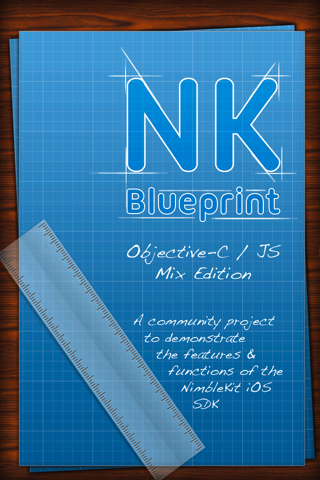 NK
Blueprint
Objective-C / JS
Mix Edition
A community project
to demonstrate
the features &
functions of the
NimbleKit iOS
SDK